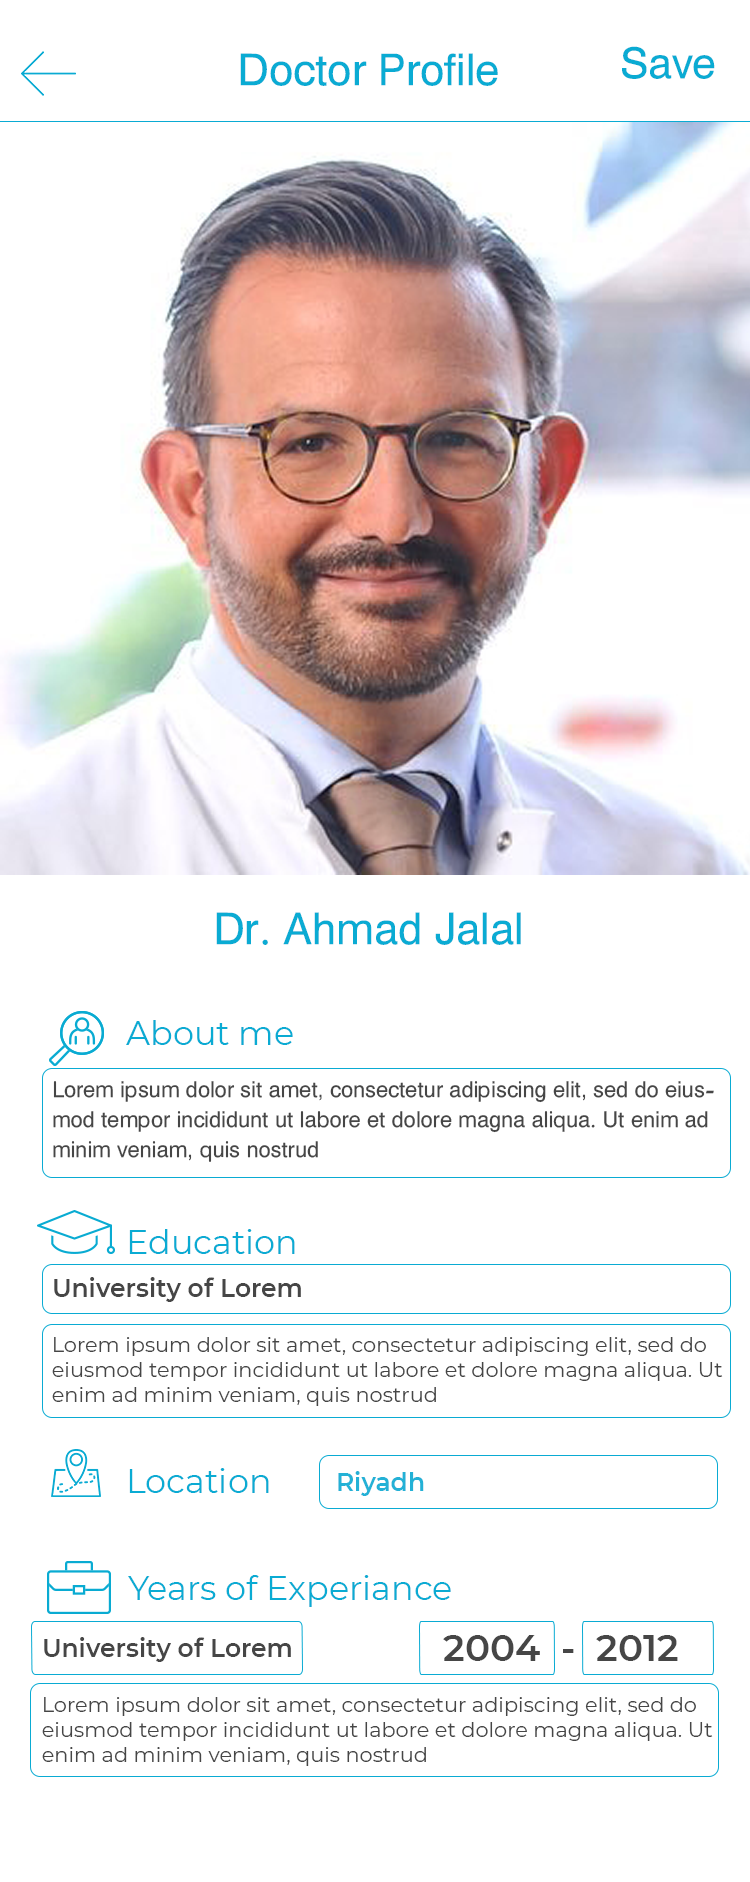 Doctor Profile
Save
Dr. Ahmad Jalal
About me
Lorem ipsum dolor sit amet, consectetur adipiscing elit, sed do eius-
mod tempor incididunt ut labore et dolore magna aliqua. Ut enim ad
minim veniam, quis nostrud
Education
University of Lorem
Lorem ipsum dolor sit amet, consectetur adipiscing elit, sed do
eiusmod tempor incididunt ut labore et dolore magna aliqua. Ut
enim ad minim veniam, quis nostrud
Location
Riyadh
Years of Experiance
University of Lorem
2004 - 2012
Lorem ipsum dolor sit amet, consectetur adipiscing elit, sed do
eiusmod tempor incididunt ut labore et dolore magna aliqua. Ut
enim ad minim veniam, quis nostrud